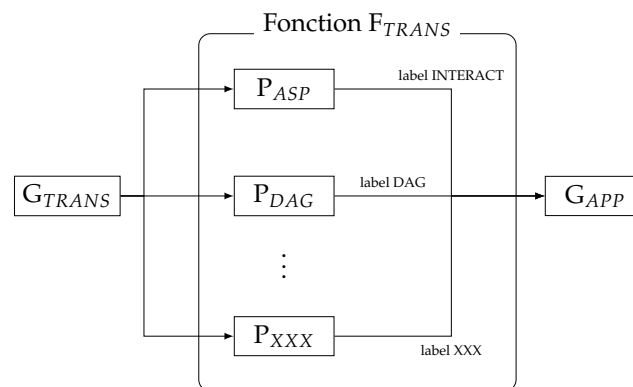 Fonction F_TRANS
label INTERACT
P_ASP
label DAG
G_TRANS
P_DAG
G_APP
⋮
P_XXX
label XXX